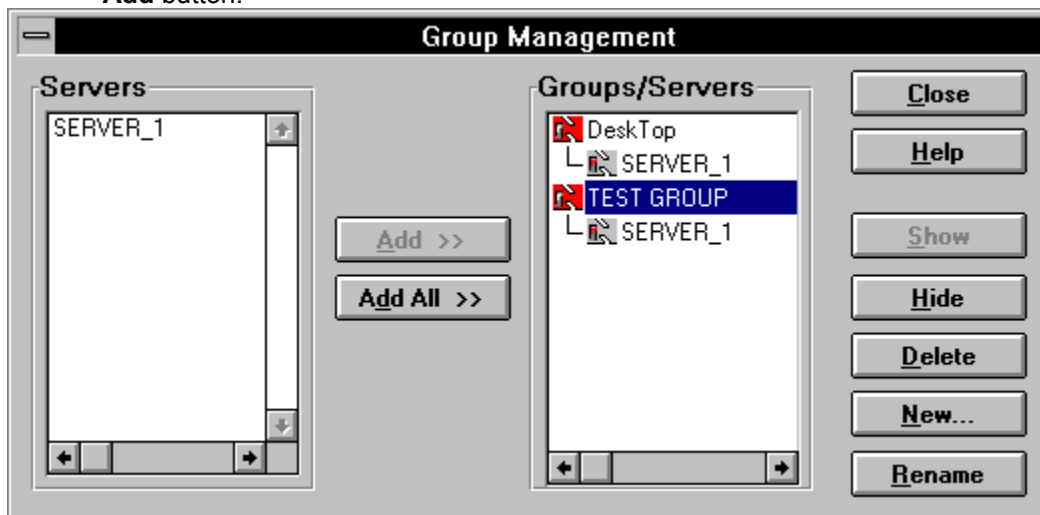 Add button.
Group Management
Servers
SERVER_1
Add >>
Add All >>
Groups/Servers
DeskTop
SERVER_1
TEST GROUP
SERVER_1
Close
Help
Show
Hide
Delete
New...
Rename